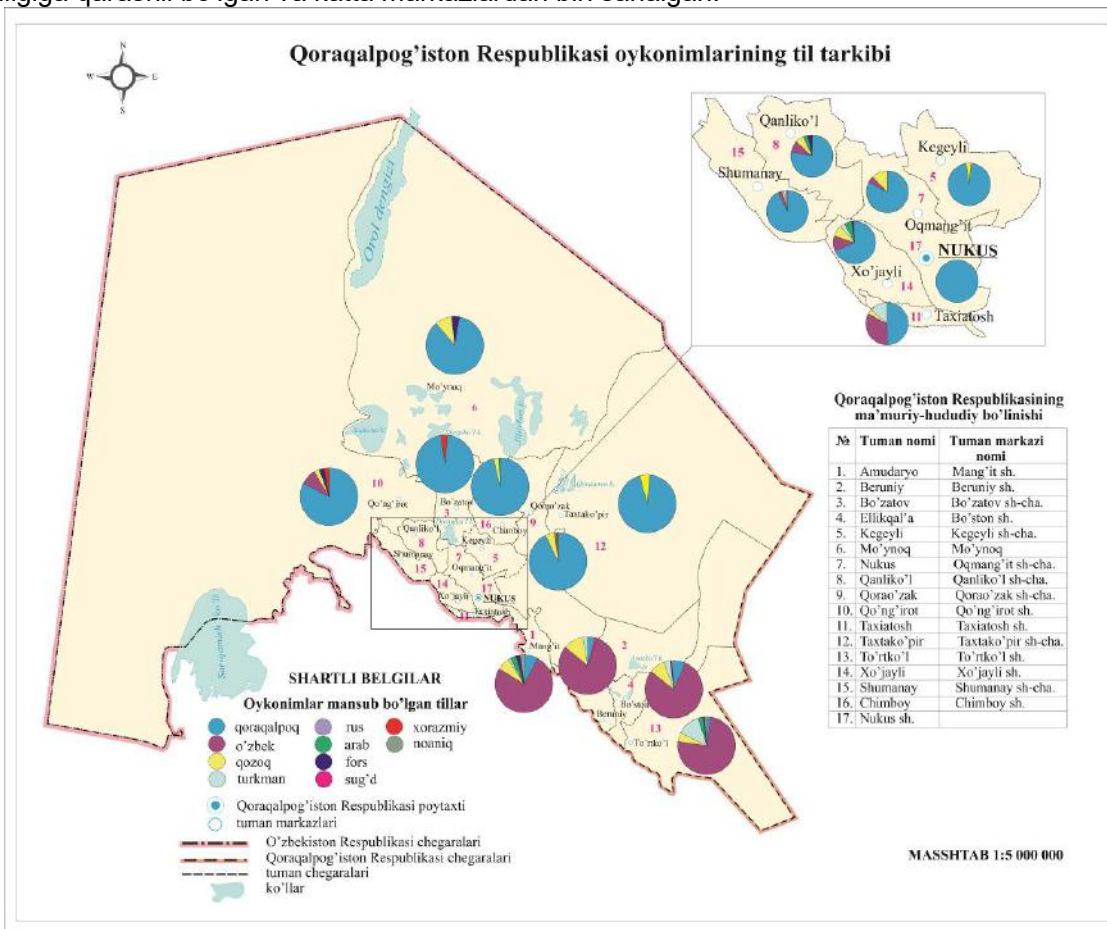 Qoraqalpog'iston Respublikasi oykonimlarining til tarkibi
N
W
E
S
Orol dengizi
Mo'ynoq
6
10
Qo'ng'irot
Bo'zatov
3
16
Chimboy
9
Qorao'zak
Taxtako'pir
12
Qanliko'l
8
Kegeyli
Shumanay
15
7
5
Oqmang'it
14
17
Xo'jayli
NUKUS
Taxiatosh
11
1
Mang'it
2
4
Bo'ston
Beruniy
13
To'rtko'l
Qanliko'l
15
8
Shumanay
Kegeyli
5
7
Oqmang'it
17
NUKUS
Xo'jayli
14
11
Taxiatosh
Qoraqalpog'iston Respublikasining
ma'muriy-hududiy bo'linishi
№ Tuman nomi Tuman markazi
nomi
1. Amudaryo Mang'it sh.
2. Beruniy Beruniy sh.
3. Bo'zatov Bo'zatov sh-cha.
4. Ellikqal'a Bo'ston sh.
5. Kegeyli Kegeyli sh-cha.
6. Mo'ynoq Mo'ynoq
7. Nukus Oqmang'it sh-cha.
8. Qanliko'l Qanliko'l sh-cha.
9. Qorao'zak Qorao'zak sh-cha.
10. Qo'ng'irot Qo'ng'irot sh.
11. Taxiatosh Taxiatosh sh.
12. Taxtako'pir Taxtako'pir sh-cha.
13. To'rtko'l To'rtko'l sh.
14. Xo'jayli Xo'jayli sh.
15. Shumanay Shumanay sh-cha.
16. Chimboy Chimboy sh.
17. Nukus sh.
SHARTLI BELGILAR
Oykonimlar mansub bo'lgan tillar
qoraqalpoq rus xorazmiy
o'zbek arab noaniq
qozoq fors
turkman sug'd
Qoraqalpog'iston Respublikasi poytaxti
tuman markazlari
O'zbekiston Respublikasi chegaralari
Qoraqalpog'iston Respublikasi chegaralari
tuman chegaralari
ko'llar
MASSHTAB 1:5 000 000